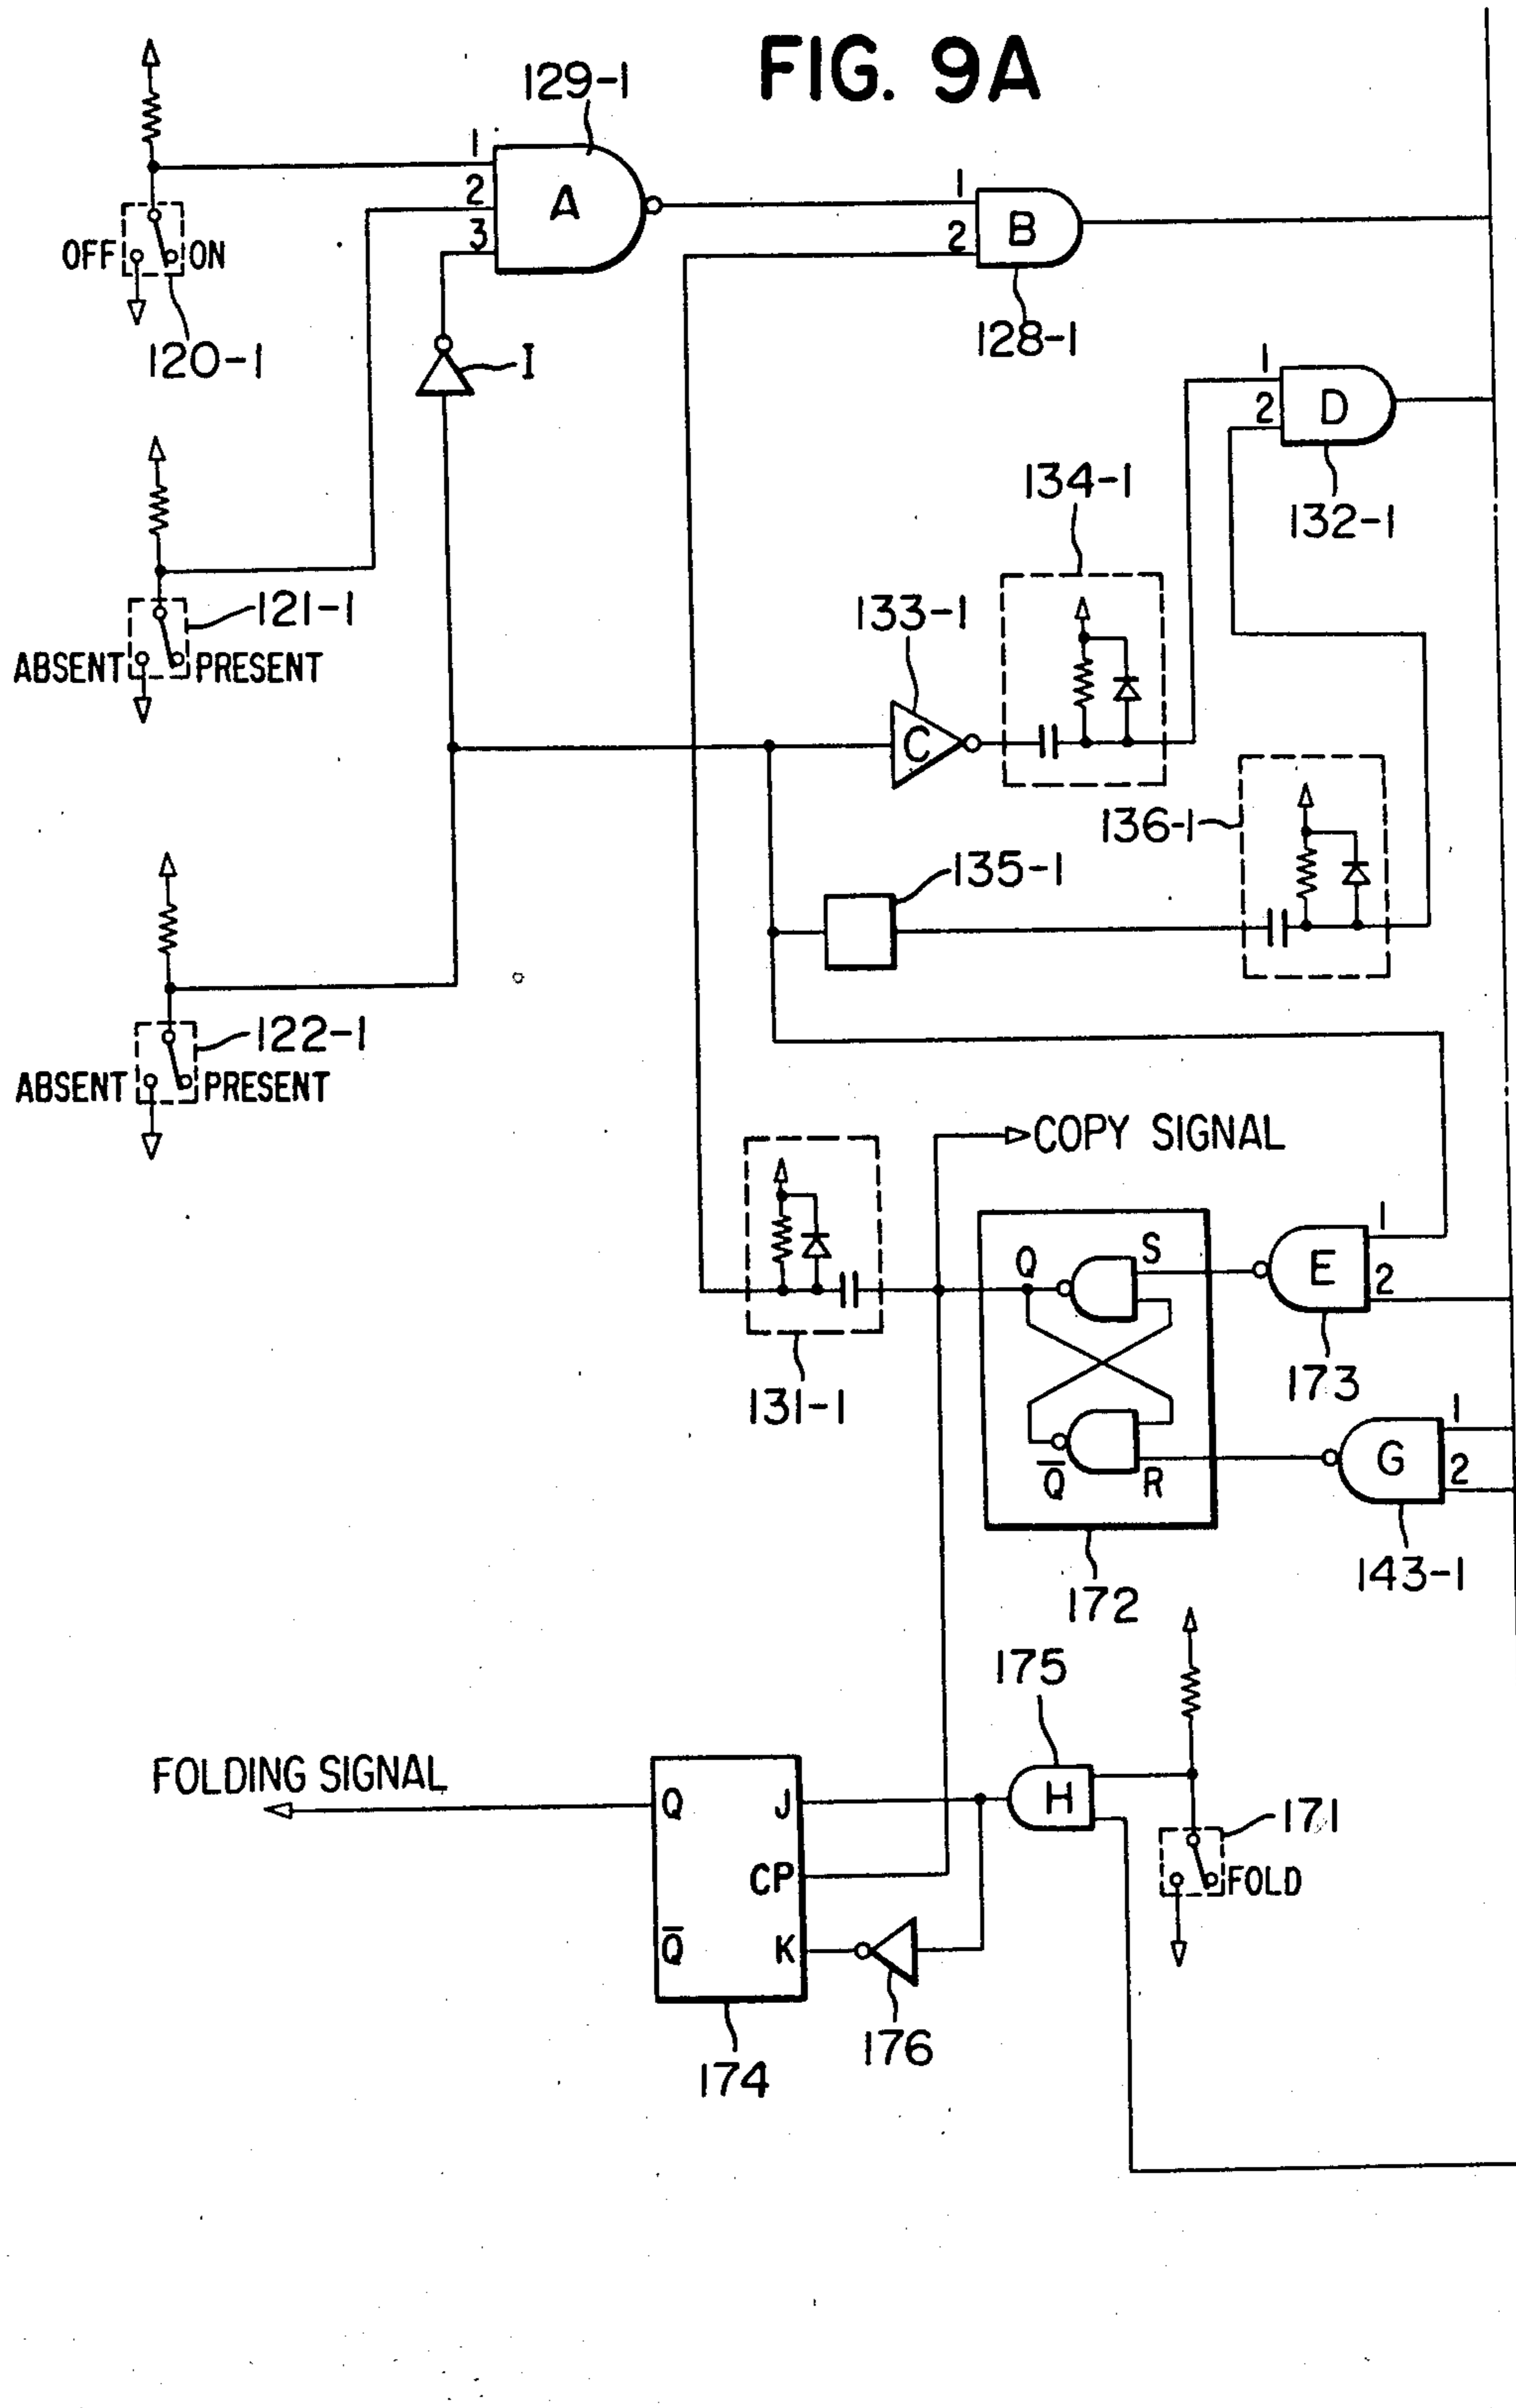 FIG. 9A
129-1
1
2
3
A
1
2
B
OFF
ON
120-1
128-1
I
1
2
D
132-1
134-1
121-1
ABSENT
PRESENT
133-1
C
136-1
135-1
122-1
ABSENT
PRESENT
COPY SIGNAL
131-1
Q
S
E
1
2
173
Q̅
R
G
1
2
143-1
172
175
FOLDING SIGNAL
Q
J
H
171
FOLD
CP
Q̅
K
176
174